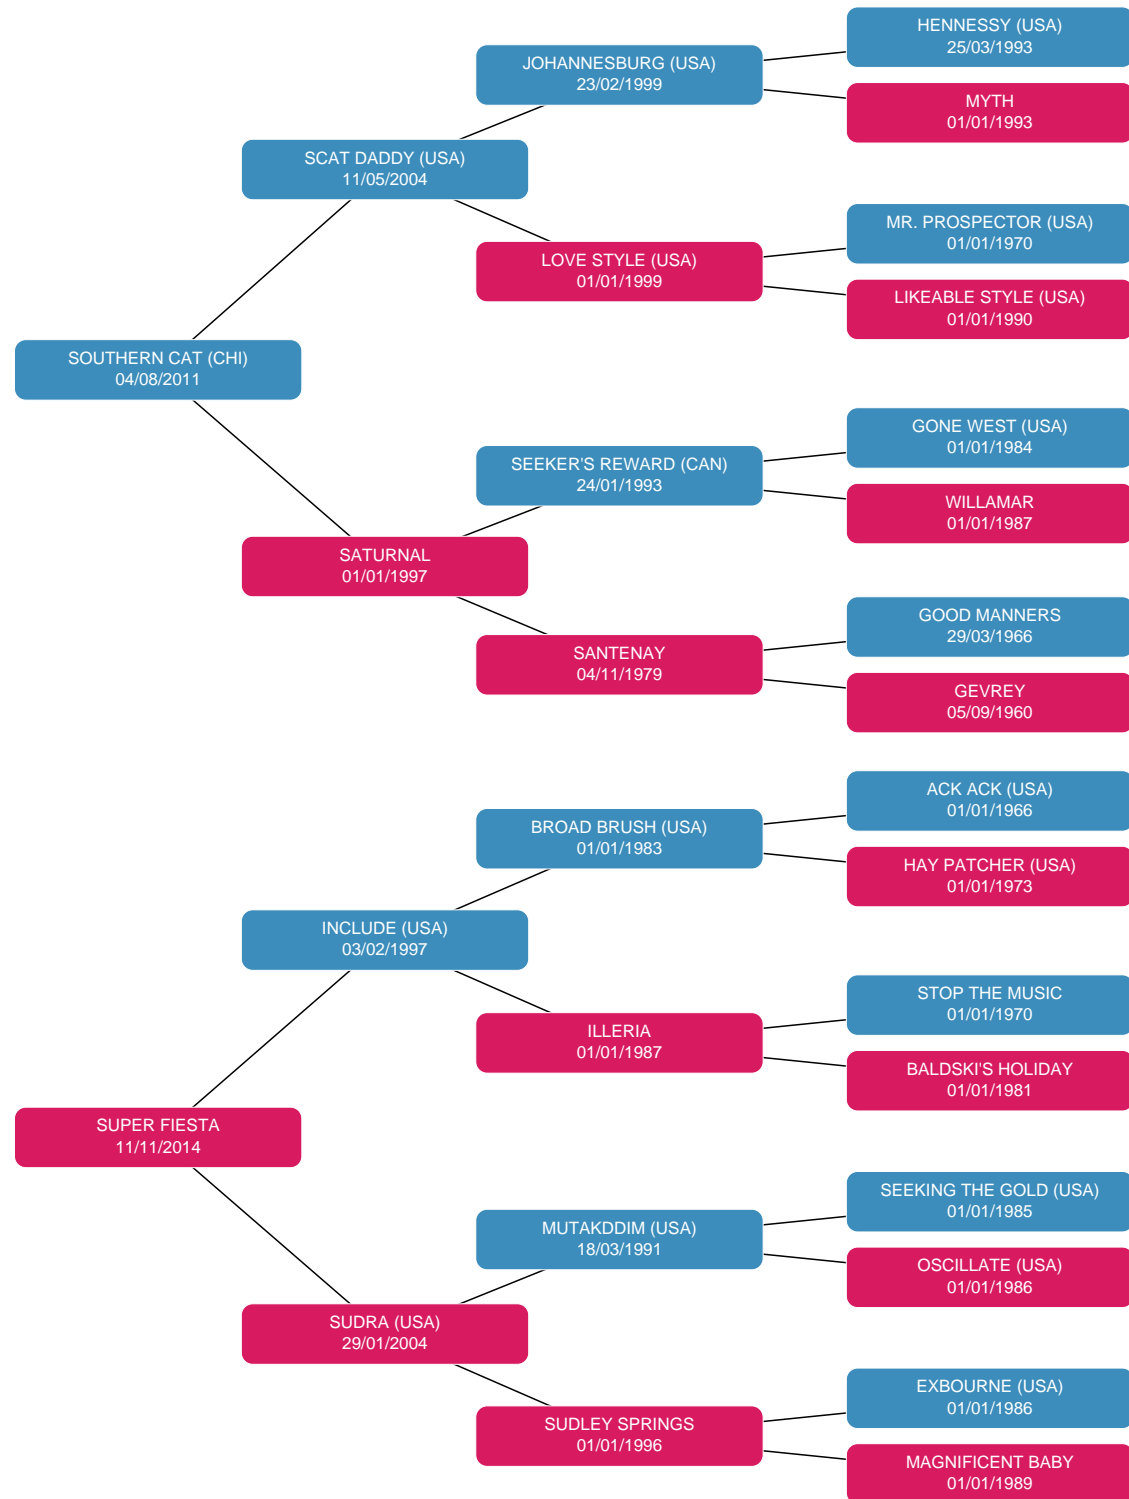 HENNESSY (USA)
25/03/1993
JOHANNESBURG (USA)
23/02/1999
MYTH
01/01/1993
SCAT DADDY (USA)
11/05/2004
MR. PROSPECTOR (USA)
01/01/1970
LOVE STYLE (USA)
01/01/1999
LIKEABLE STYLE (USA)
01/01/1990
SOUTHERN CAT (CHI)
04/08/2011
GONE WEST (USA)
01/01/1984
SEEKER'S REWARD (CAN)
24/01/1993
WILLAMAR
01/01/1987
SATURNAL
01/01/1997
GOOD MANNERS
29/03/1966
SANTENAY
04/11/1979
GEVREY
05/09/1960
ACK ACK (USA)
01/01/1966
BROAD BRUSH (USA)
01/01/1983
HAY PATCHER (USA)
01/01/1973
INCLUDE (USA)
03/02/1997
STOP THE MUSIC
01/01/1970
ILLERIA
01/01/1987
BALDSKI'S HOLIDAY
01/01/1981
SUPER FIESTA
11/11/2014
SEEKING THE GOLD (USA)
01/01/1985
MUTAKDDIM (USA)
18/03/1991
OSCILLATE (USA)
01/01/1986
SUDRA (USA)
29/01/2004
EXBOURNE (USA)
01/01/1986
SUDLEY SPRINGS
01/01/1996
MAGNIFICENT BABY
01/01/1989